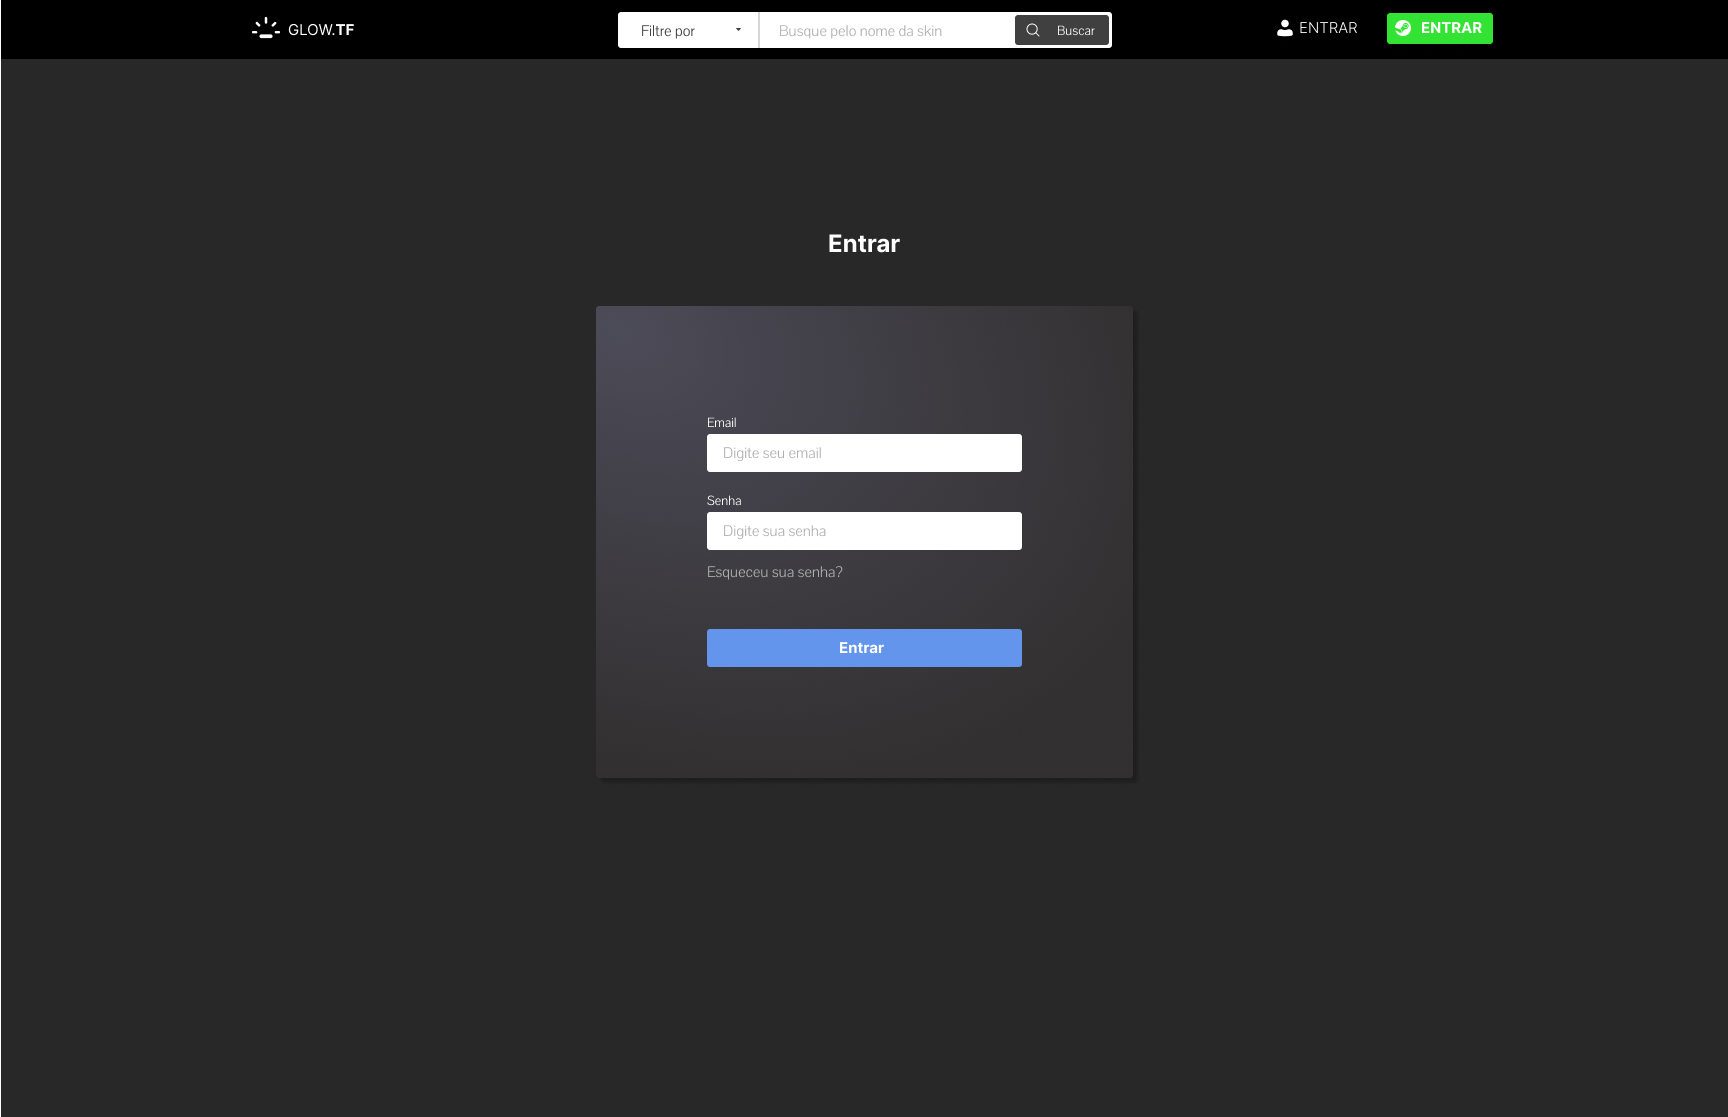 GLOW.TF
Filtre por
Busque pelo nome da skin
Buscar
ENTRAR
ENTRAR
Entrar
Email
Digite seu email
Senha
Digite sua senha
Esqueceu sua senha?
Entrar